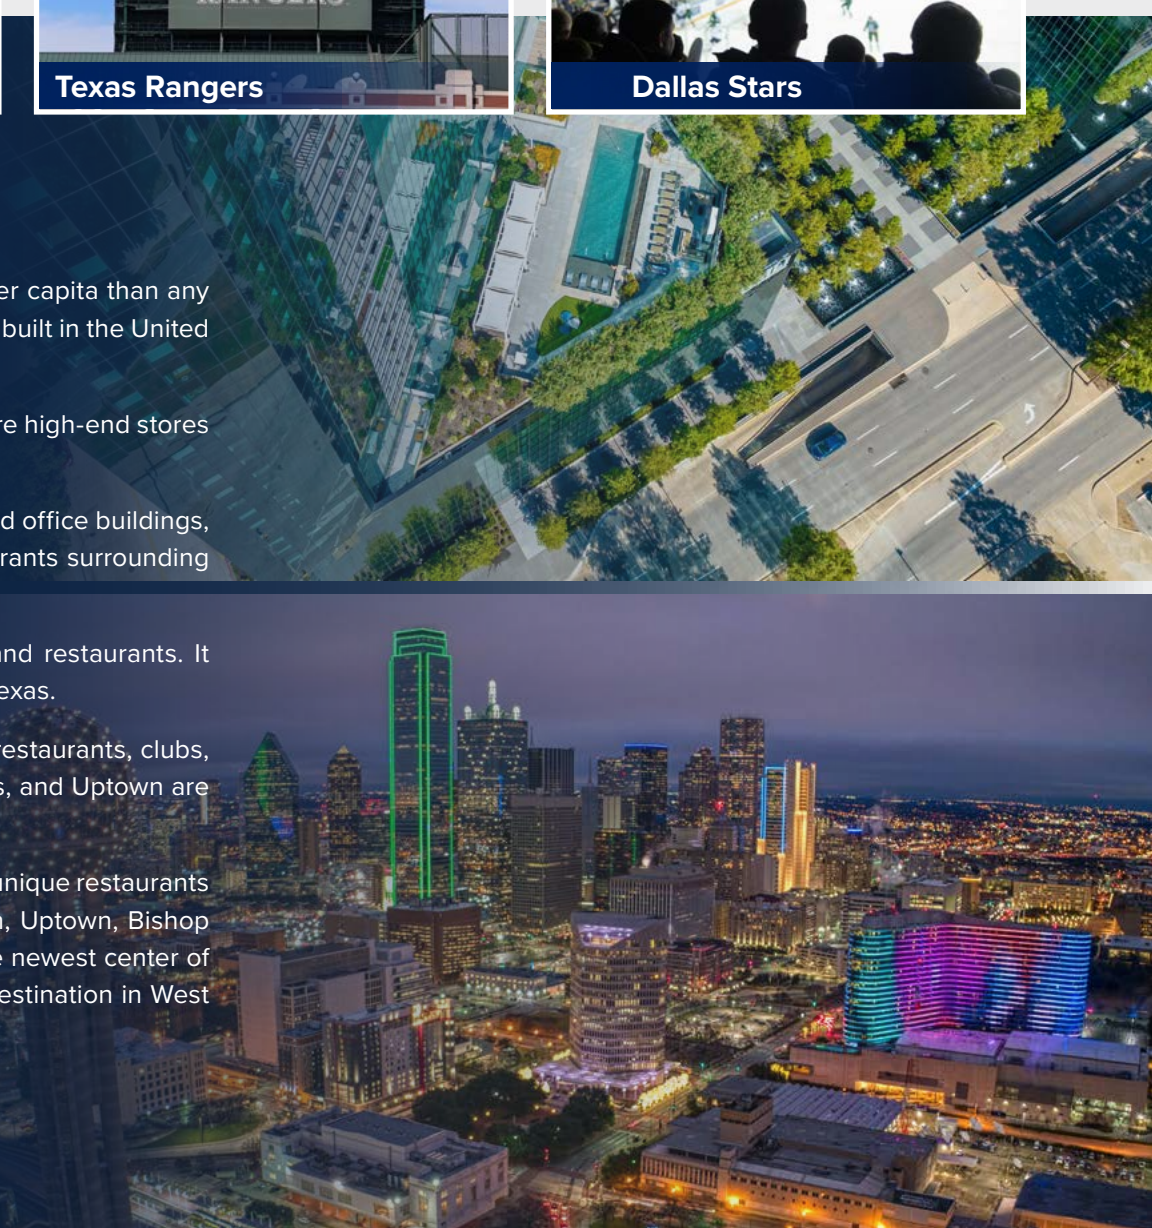 RANGERS
Texas Rangers
Dallas Stars
er capita than any
built in the United
re high-end stores
d office buildings,
rants surrounding
and restaurants. It
exas.
restaurants, clubs,
s, and Uptown are
unique restaurants
n, Uptown, Bishop
e newest center of
estination in West